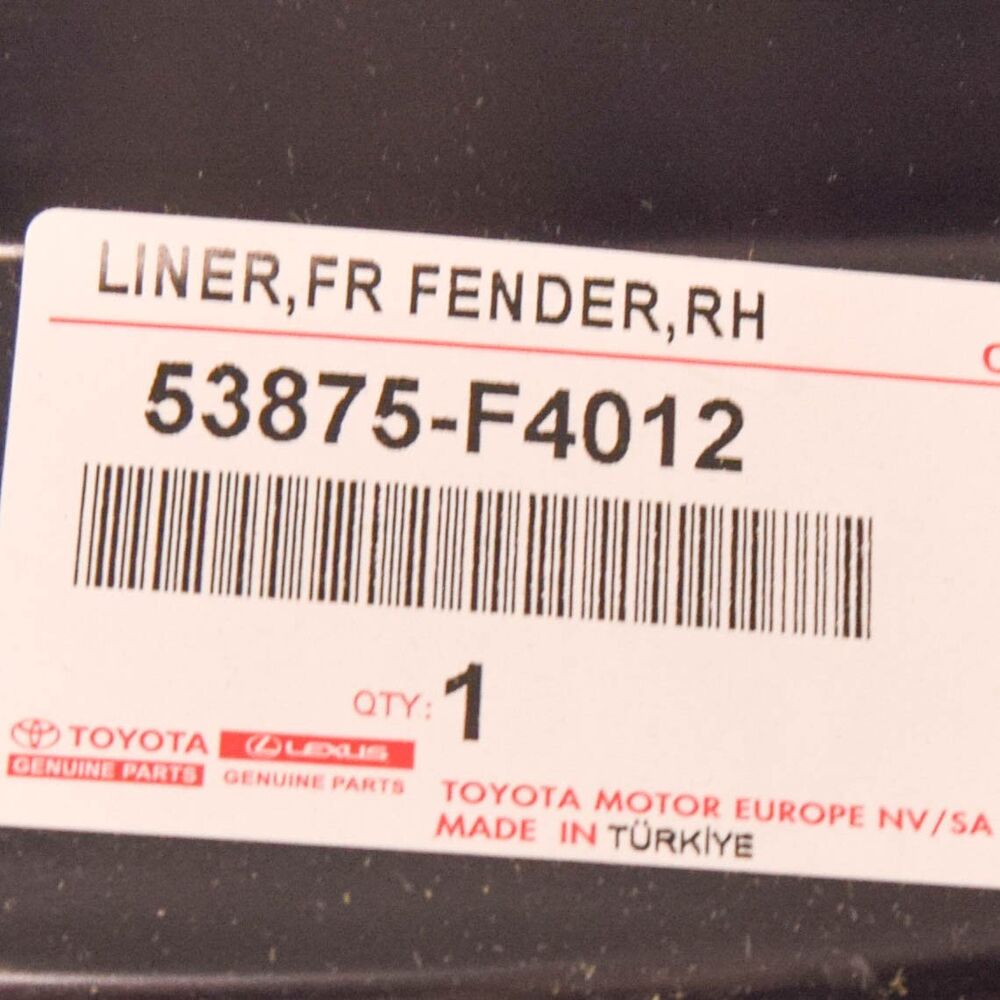 LINER,FR FENDER,RH
53875-F4012
QTY: 1
TOYOTA
GENUINE PARTS
LEXUS
GENUINE PARTS
TOYOTA MOTOR EUROPE NV/SA
MADE IN TÜRKİYE